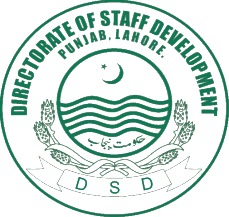 DIRECTORATE OF STAFF DEVELOPMENT
PUNJAB, LAHORE.
حکومت پنجاب
DSD